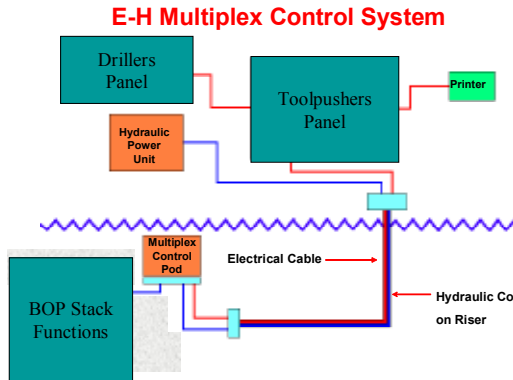 E-H Multiplex Control System
Drillers
Panel
Toolpushers
Panel
Printer
Hydraulic
Power
Unit
Multiplex
Control
Pod
Electrical Cable
BOP Stack
Functions
Hydraulic Co
on Riser